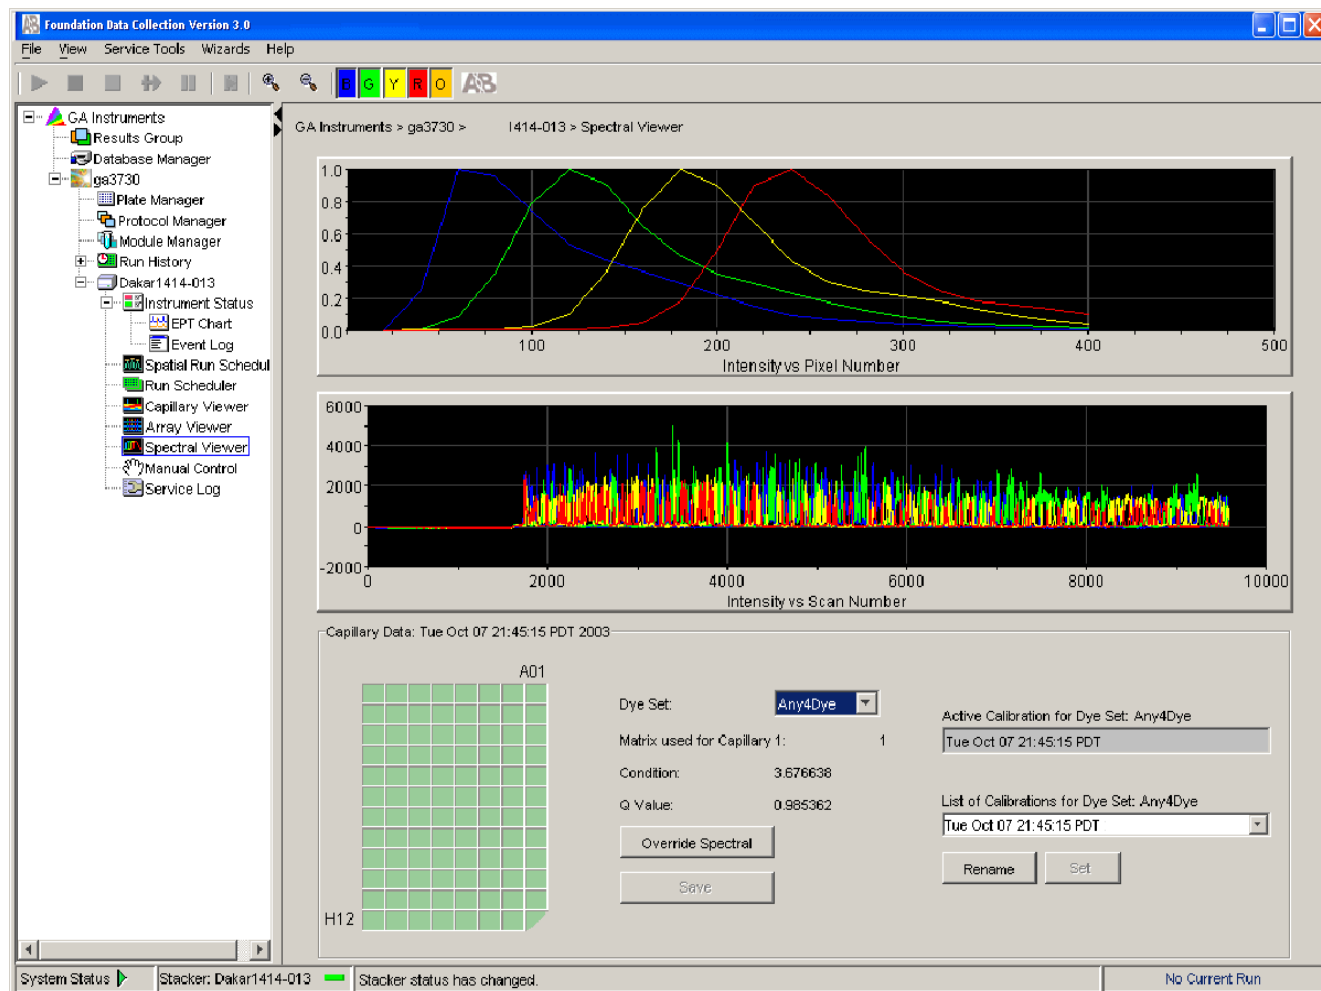 Foundation Data Collection Version 3.0
File View Service Tools Wizards Help
B G Y R O AB
GA Instruments
Results Group
Database Manager
ga3730
Plate Manager
Protocol Manager
Module Manager
Run History
Dakar1414-013
Instrument Status
EPT Chart
Event Log
Spatial Run Schedul
Run Scheduler
Capillary Viewer
Array Viewer
Spectral Viewer
Manual Control
Service Log
GA Instruments > ga3730 > 1414-013 > Spectral Viewer
1.0
0.8
0.6
0.4
0.2
0.0
100 200 300 400 500
Intensity vs Pixel Number
6000
4000
2000
0
-2000
0 2000 4000 6000 8000 10000
Intensity vs Scan Number
Capillary Data: Tue Oct 07 21:45:15 PDT 2003
A01
H12
Dye Set: Any4Dye
Matrix used for Capillary 1: 1
Condition: 3.676638
Q Value: 0.985362
Override Spectral
Save
Active Calibration for Dye Set: Any4Dye
Tue Oct 07 21:45:15 PDT
List of Calibrations for Dye Set: Any4Dye
Tue Oct 07 21:45:15 PDT
Rename Set
System Status Stacker: Dakar1414-013 Stacker status has changed. No Current Run